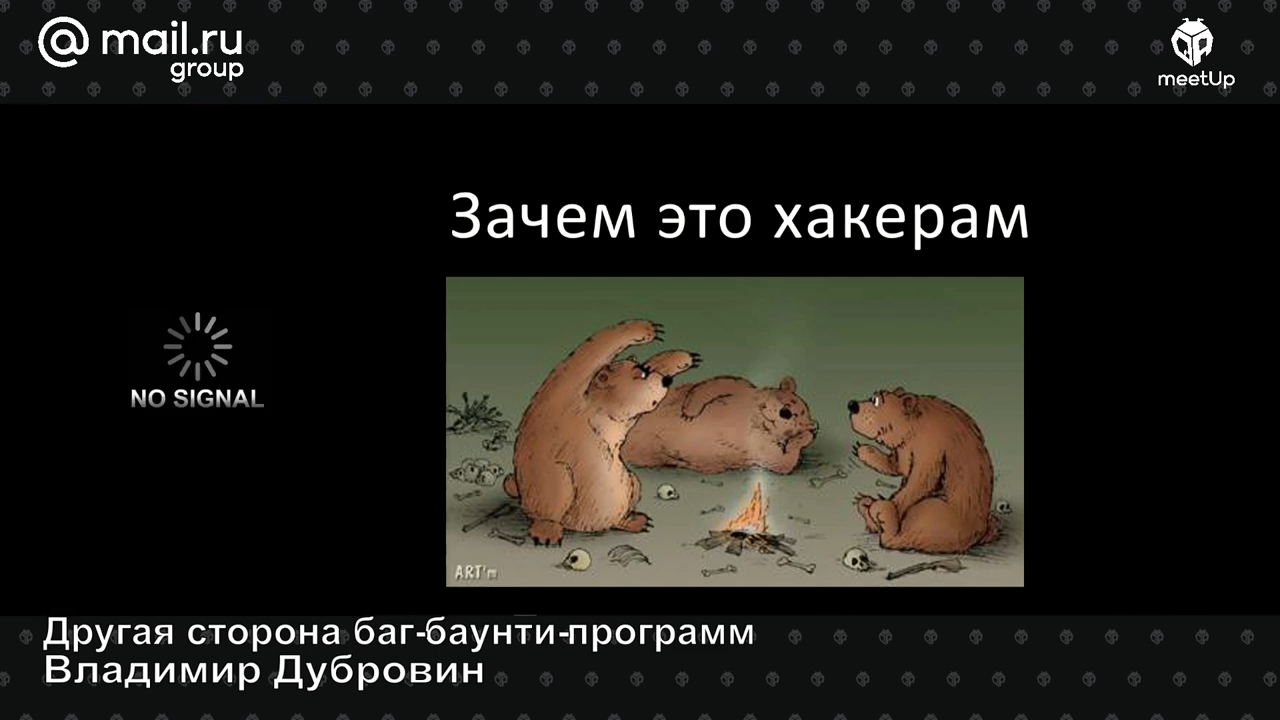 @mail.ru
group
meetUp
Зачем это хакерам
NO SIGNAL
ART'm
Другая сторона баг-баунти-программ
Владимир Дубровин